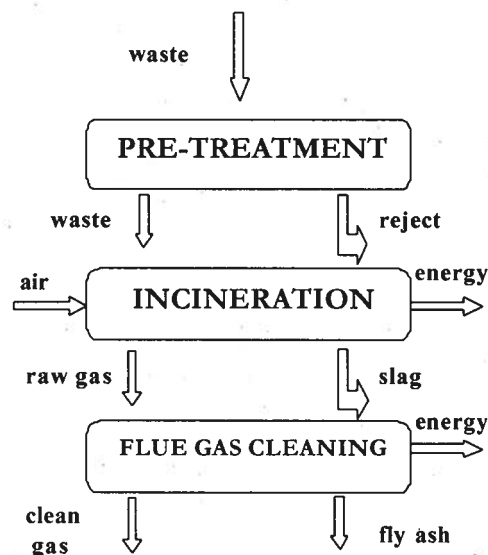 waste
PRE-TREATMENT
waste
reject
air
INCINERATION
energy
raw gas
slag
FLUE GAS CLEANING
energy
clean
gas
fly ash